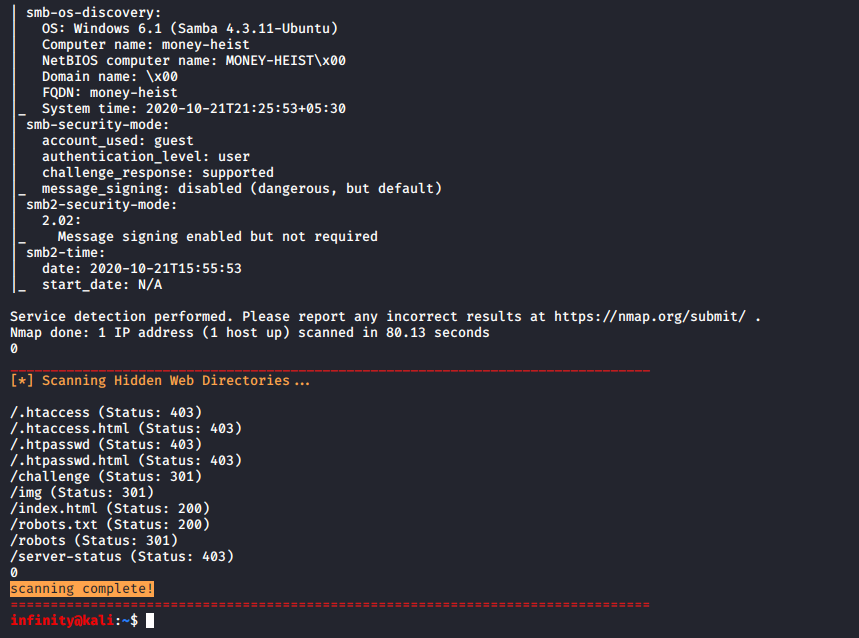 smb-os-discovery:
OS: Windows 6.1 (Samba 4.3.11-Ubuntu)
Computer name: money-heist
NetBIOS computer name: MONEY-HEIST\x00
Domain name: \x00
FQDN: money-heist
|_ System time: 2020-10-21T21:25:53+05:30
smb-security-mode:
account_used: guest
authentication_level: user
challenge_response: supported
|_ message_signing: disabled (dangerous, but default)
smb2-security-mode:
2.02:
|_ Message signing enabled but not required
smb2-time:
date: 2020-10-21T15:55:53
|_ start_date: N/A
Service detection performed. Please report any incorrect results at https://nmap.org/submit/ .
Nmap done: 1 IP address (1 host up) scanned in 80.13 seconds
0
[*] Scanning Hidden Web Directories...
/.htaccess (Status: 403)
/.htaccess.html (Status: 403)
/.htpasswd (Status: 403)
/.htpasswd.html (Status: 403)
/challenge (Status: 301)
/img (Status: 301)
/index.html (Status: 200)
/robots.txt (Status: 200)
/robots (Status: 301)
/server-status (Status: 403)
0
scanning complete!
================================================================================
infinity@kali:~$